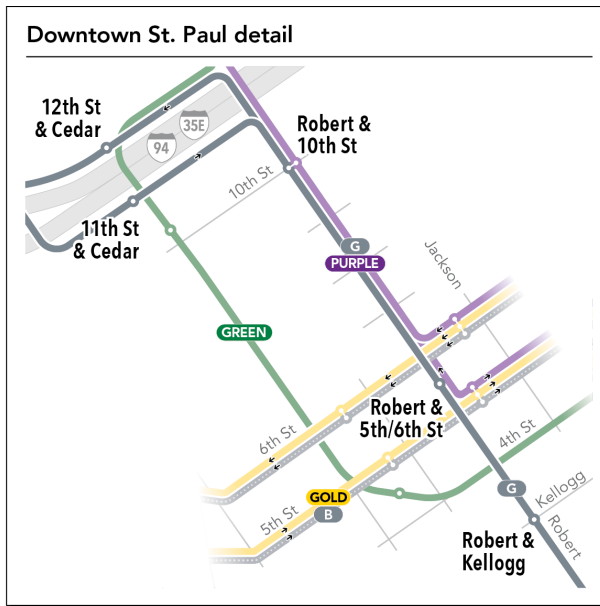 Downtown St. Paul detail
12th St
& Cedar
35E
94
Robert &
10th St
10th St
11th St
& Cedar
G
PURPLE
Jackson
GREEN
Robert &
5th/6th St
6th St
4th St
GOLD
B
5th St
G
Kellogg
Robert
Robert &
Kellogg